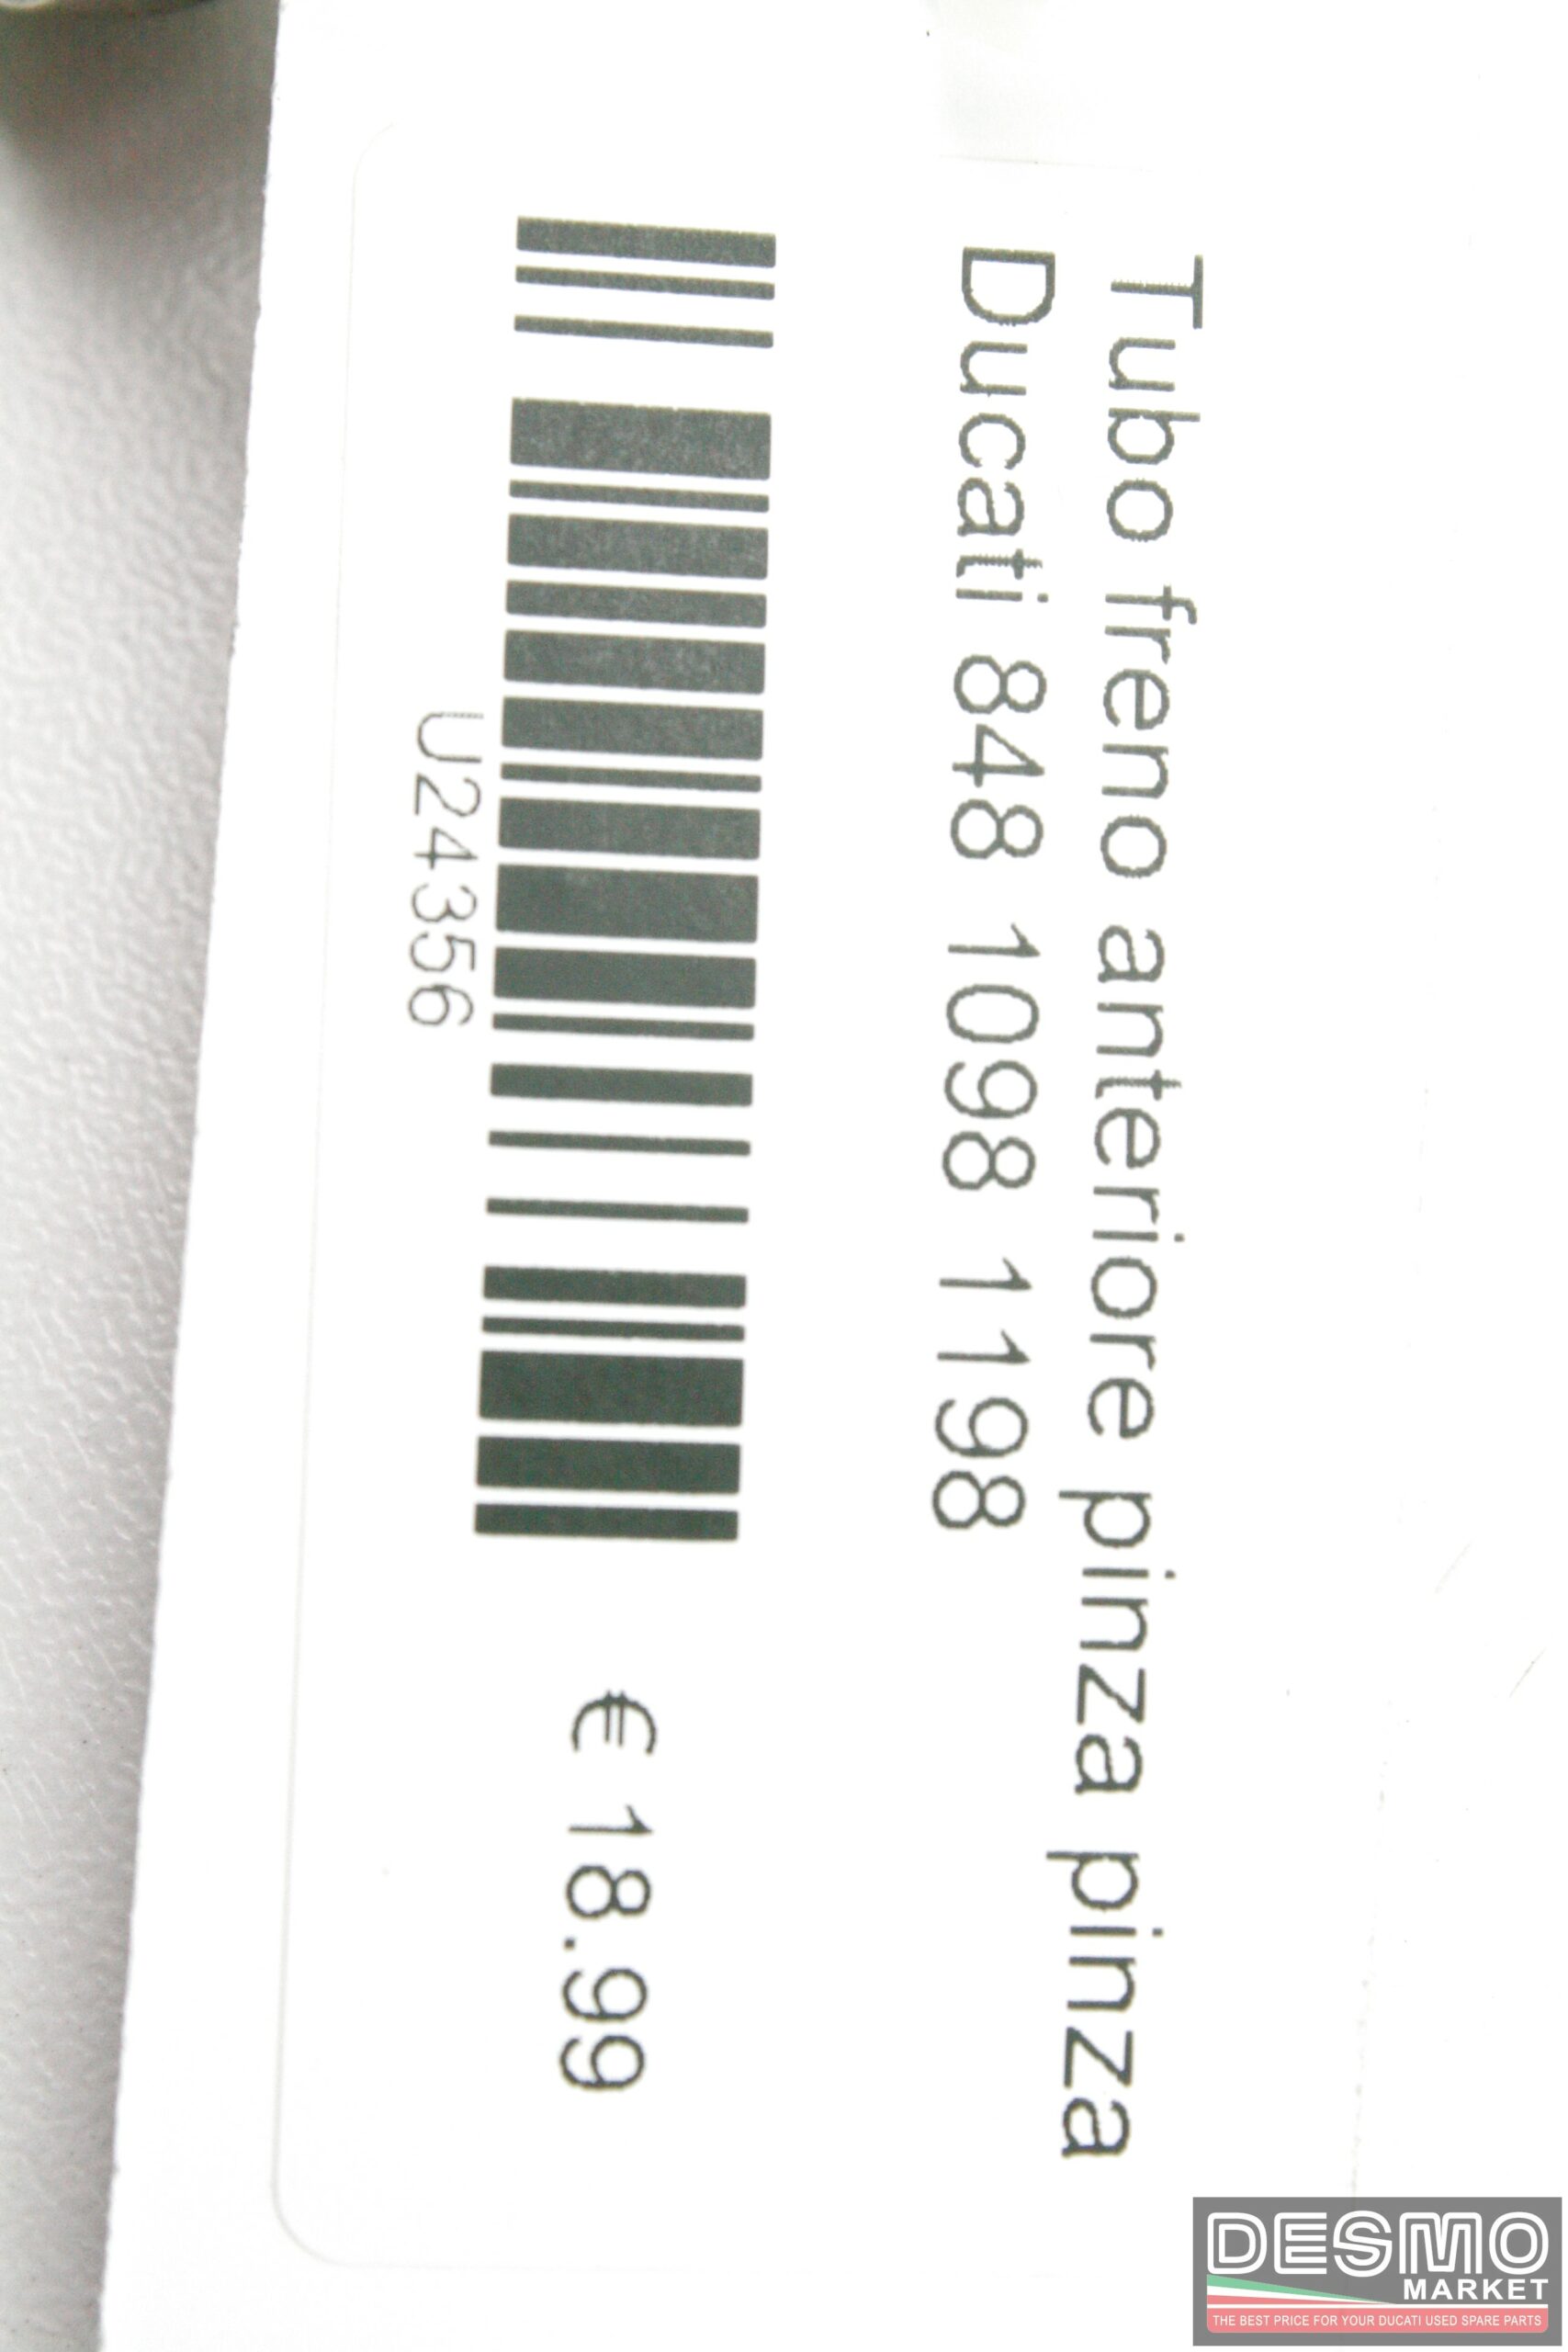 Tubo freno anteriore pinza pinza
Ducati 848 1098 1198
U24356
€ 18.99
DESMO
MARKET
THE BEST PRICE FOR YOUR DUCATI USED SPARE PARTS